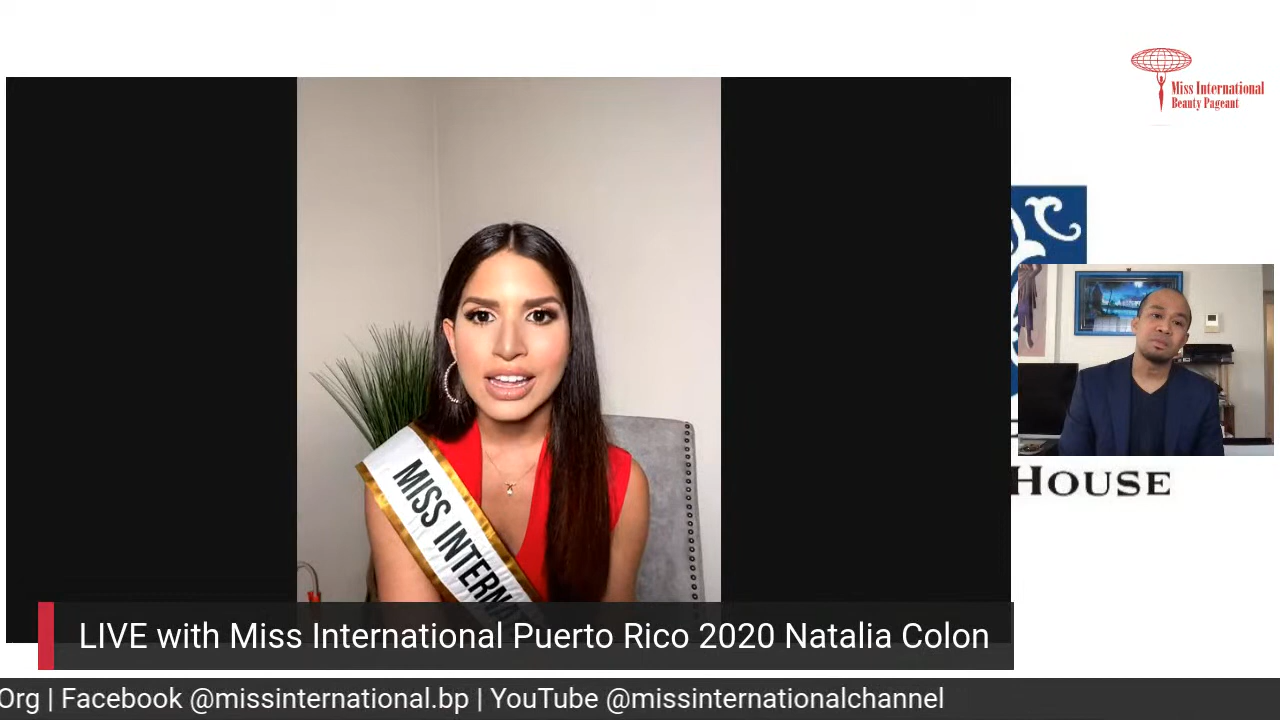 Miss International
Beauty Pageant
HOUSE
MISS INTERNA
LIVE with Miss International Puerto Rico 2020 Natalia Colon
Org | Facebook @missinternational.bp | YouTube @missinternationalchannel